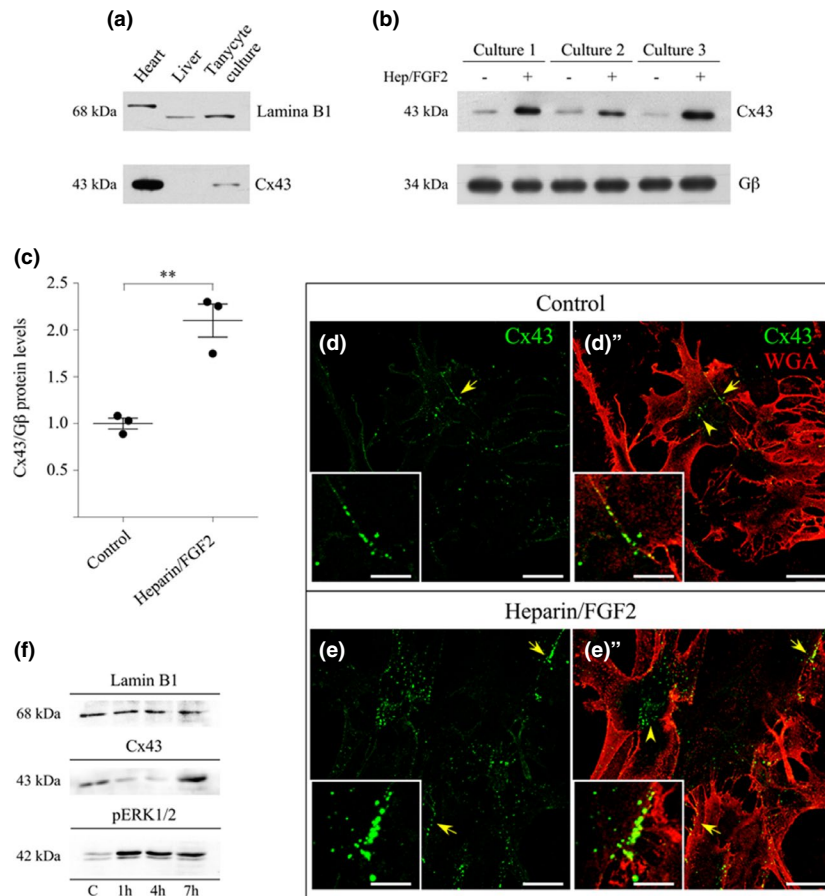 (a)
Heart
Liver
Tanycyte culture
68 kDa
Lamina B1
43 kDa
Cx43
(b)
Culture 1
Culture 2
Culture 3
Hep/FGF2
-
+
-
+
-
+
43 kDa
Cx43
34 kDa
Gβ
(c)
**
2.5
2.0
1.5
1.0
0.5
Cx43/Gβ protein levels
Control
Heparin/FGF2
Control
(d)
Cx43
(d)”
Cx43
WGA
Heparin/FGF2
(e)
(e)”
(f)
Lamin B1
68 kDa
Cx43
43 kDa
pERK1/2
42 kDa
C 1h 4h 7h